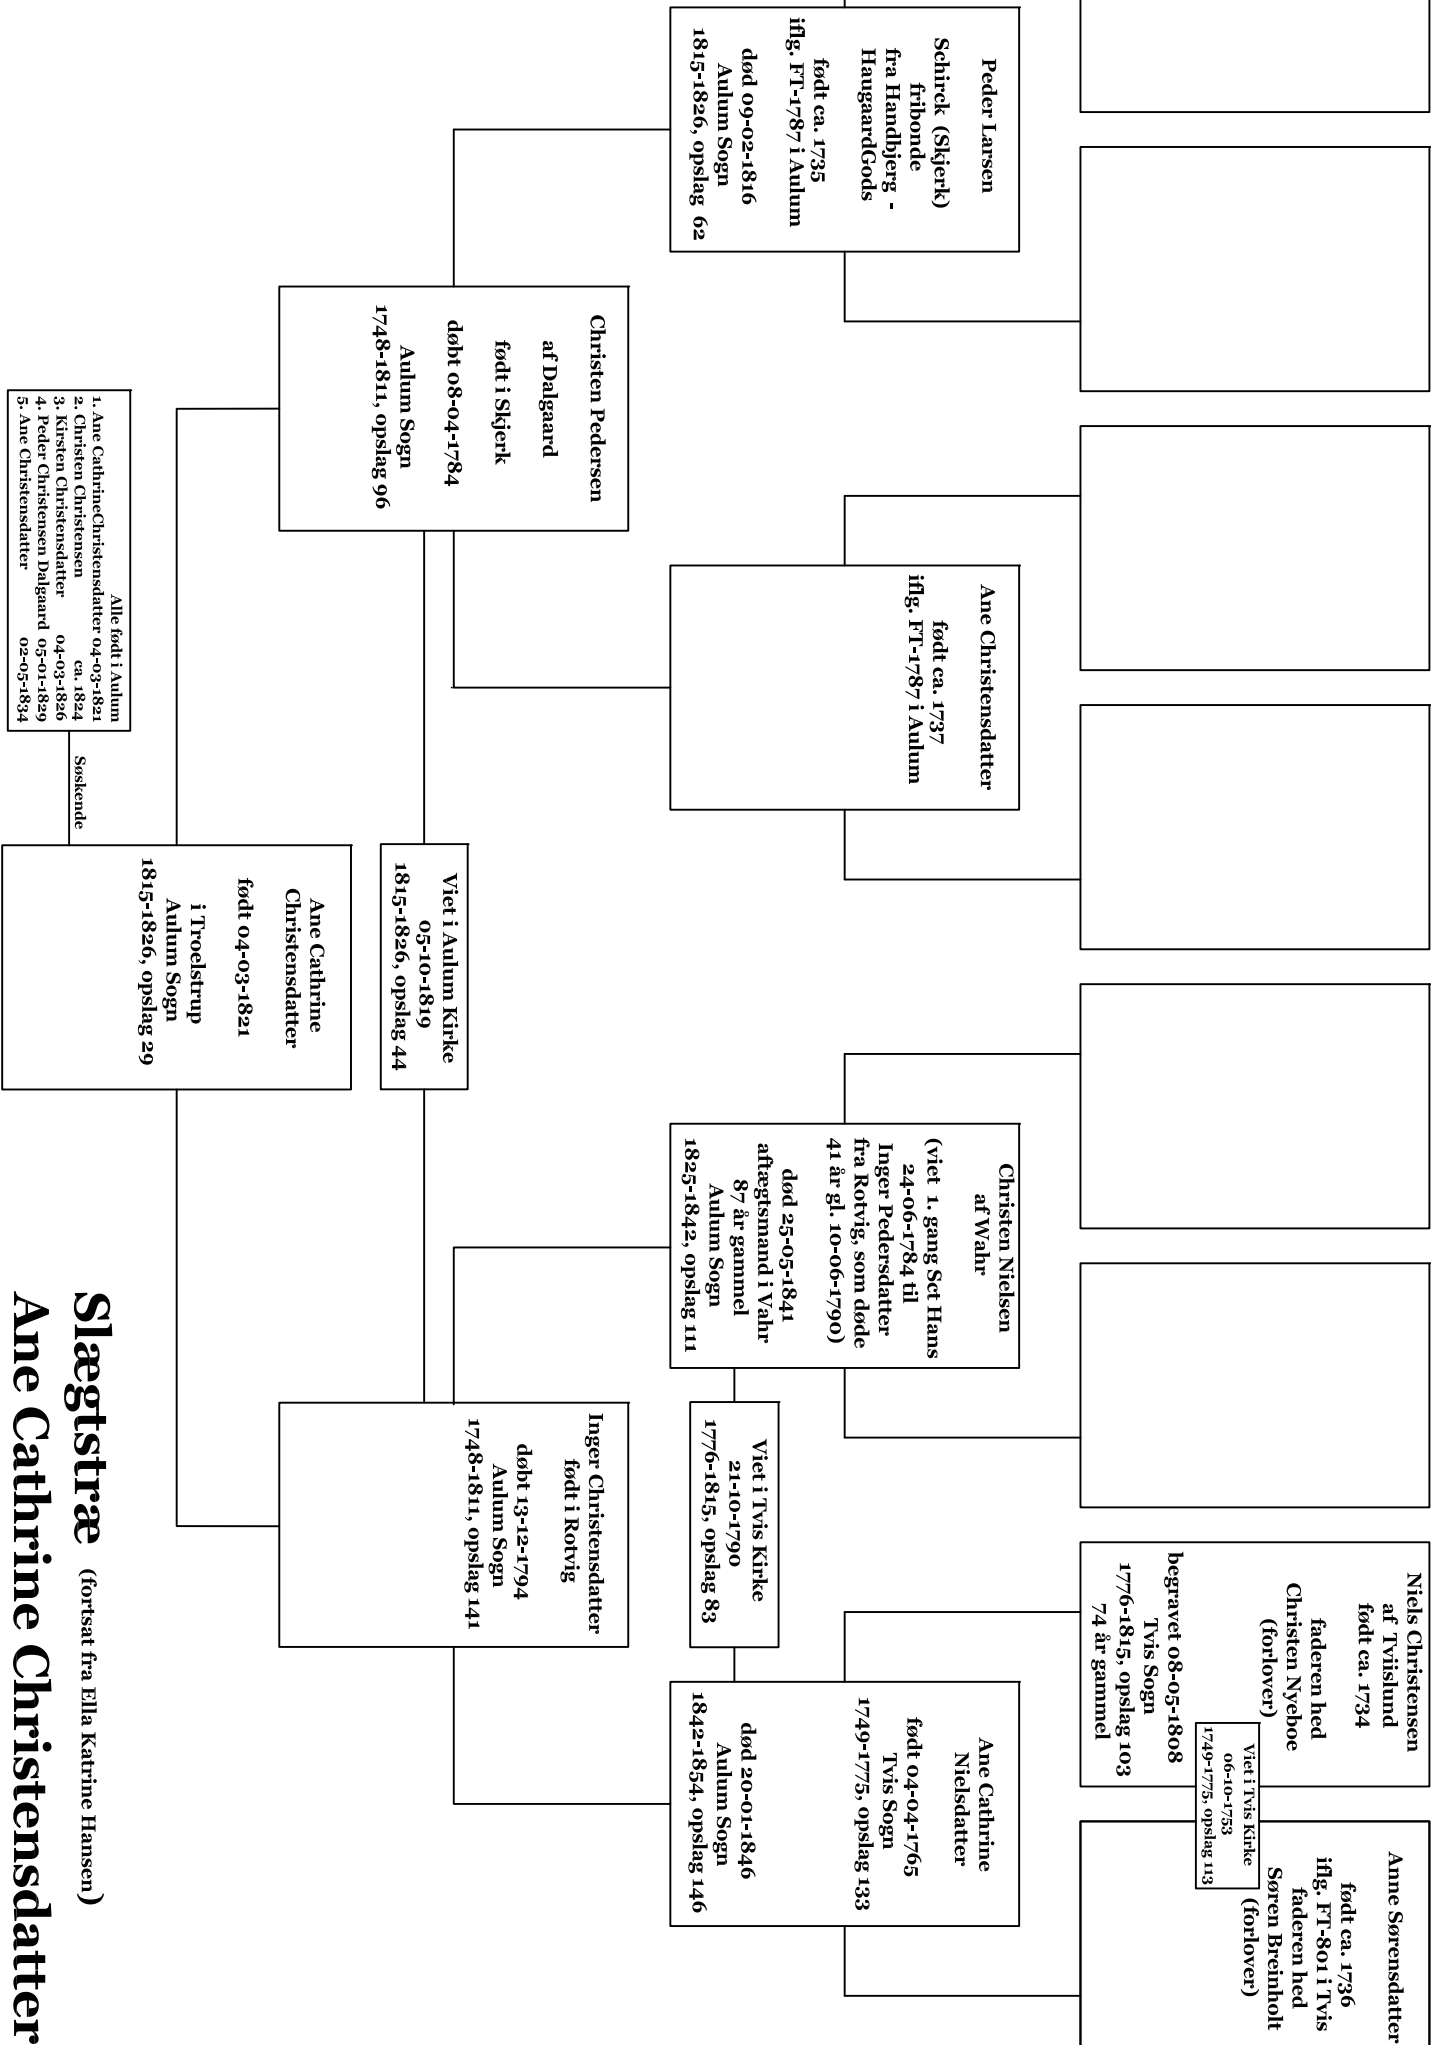 Niels Christensen
af Tviislund
født ca. 1734
faderen hed
Christen Nyeboe
(forlover)
begravet 08-05-1808
Tvis Sogn
1776-1815, opslag 103
74 år gammel
Viet i Tvis Kirke
06-10-1753
1749-1775, opslag 113
Anne Sørensdatter
født ca. 1736
iflg. FT-801 i Tvis
faderen hed
Søren Breinholt
(forlover)
Peder Larsen
Schirck (Skjerk)
fribonde
fra Handbjerg -
HaugaardGods
født ca. 1735
iflg. FT-1787 i Aulum
død 09-02-1816
Aulum Sogn
1815-1826, opslag 62
Ane Christensdatter
født ca. 1737
iflg. FT-1787 i Aulum
Christen Nielsen
af Wahr
(viet 1. gang Sct Hans
24-06-1784 til
Inger Pedersdatter
fra Rotvig, som døde
41 år gl. 10-06-1790)
død 25-05-1841
aftægtsmand i Vahr
87 år gammel
Aulum Sogn
1825-1842, opslag 111
Viet i Tvis Kirke
21-10-1790
1776-1815, opslag 83
Ane Cathrine
Nielsdatter
født 04-04-1765
Tvis Sogn
1749-1775, opslag 133
død 20-01-1846
Aulum Sogn
1842-1854, opslag 146
Christen Pedersen
af Dalgaard
født i Skjerk
døbt 08-04-1784
Aulum Sogn
1748-1811, opslag 96
Viet i Aulum Kirke
05-10-1819
1815-1826, opslag 44
Inger Christensdatter
født i Rotvig
døbt 13-12-1794
Aulum Sogn
1748-1811, opslag 141
Alle født i Aulum
1. Ane CathrineChristensdatter 04-03-1821
2. Christen Christensen ca. 1824
3. Kirsten Christensdatter 04-03-1826
4. Peder Christensen Dalgaard 05-01-1829
5. Ane Christensdatter 02-05-1834
Søskende
Ane Cathrine
Christensdatter
født 04-03-1821
i Troelstrup
Aulum Sogn
1815-1826, opslag 29
Slægtstræ (fortsat fra Ella Katrine Hansen)
Ane Cathrine Christensdatter